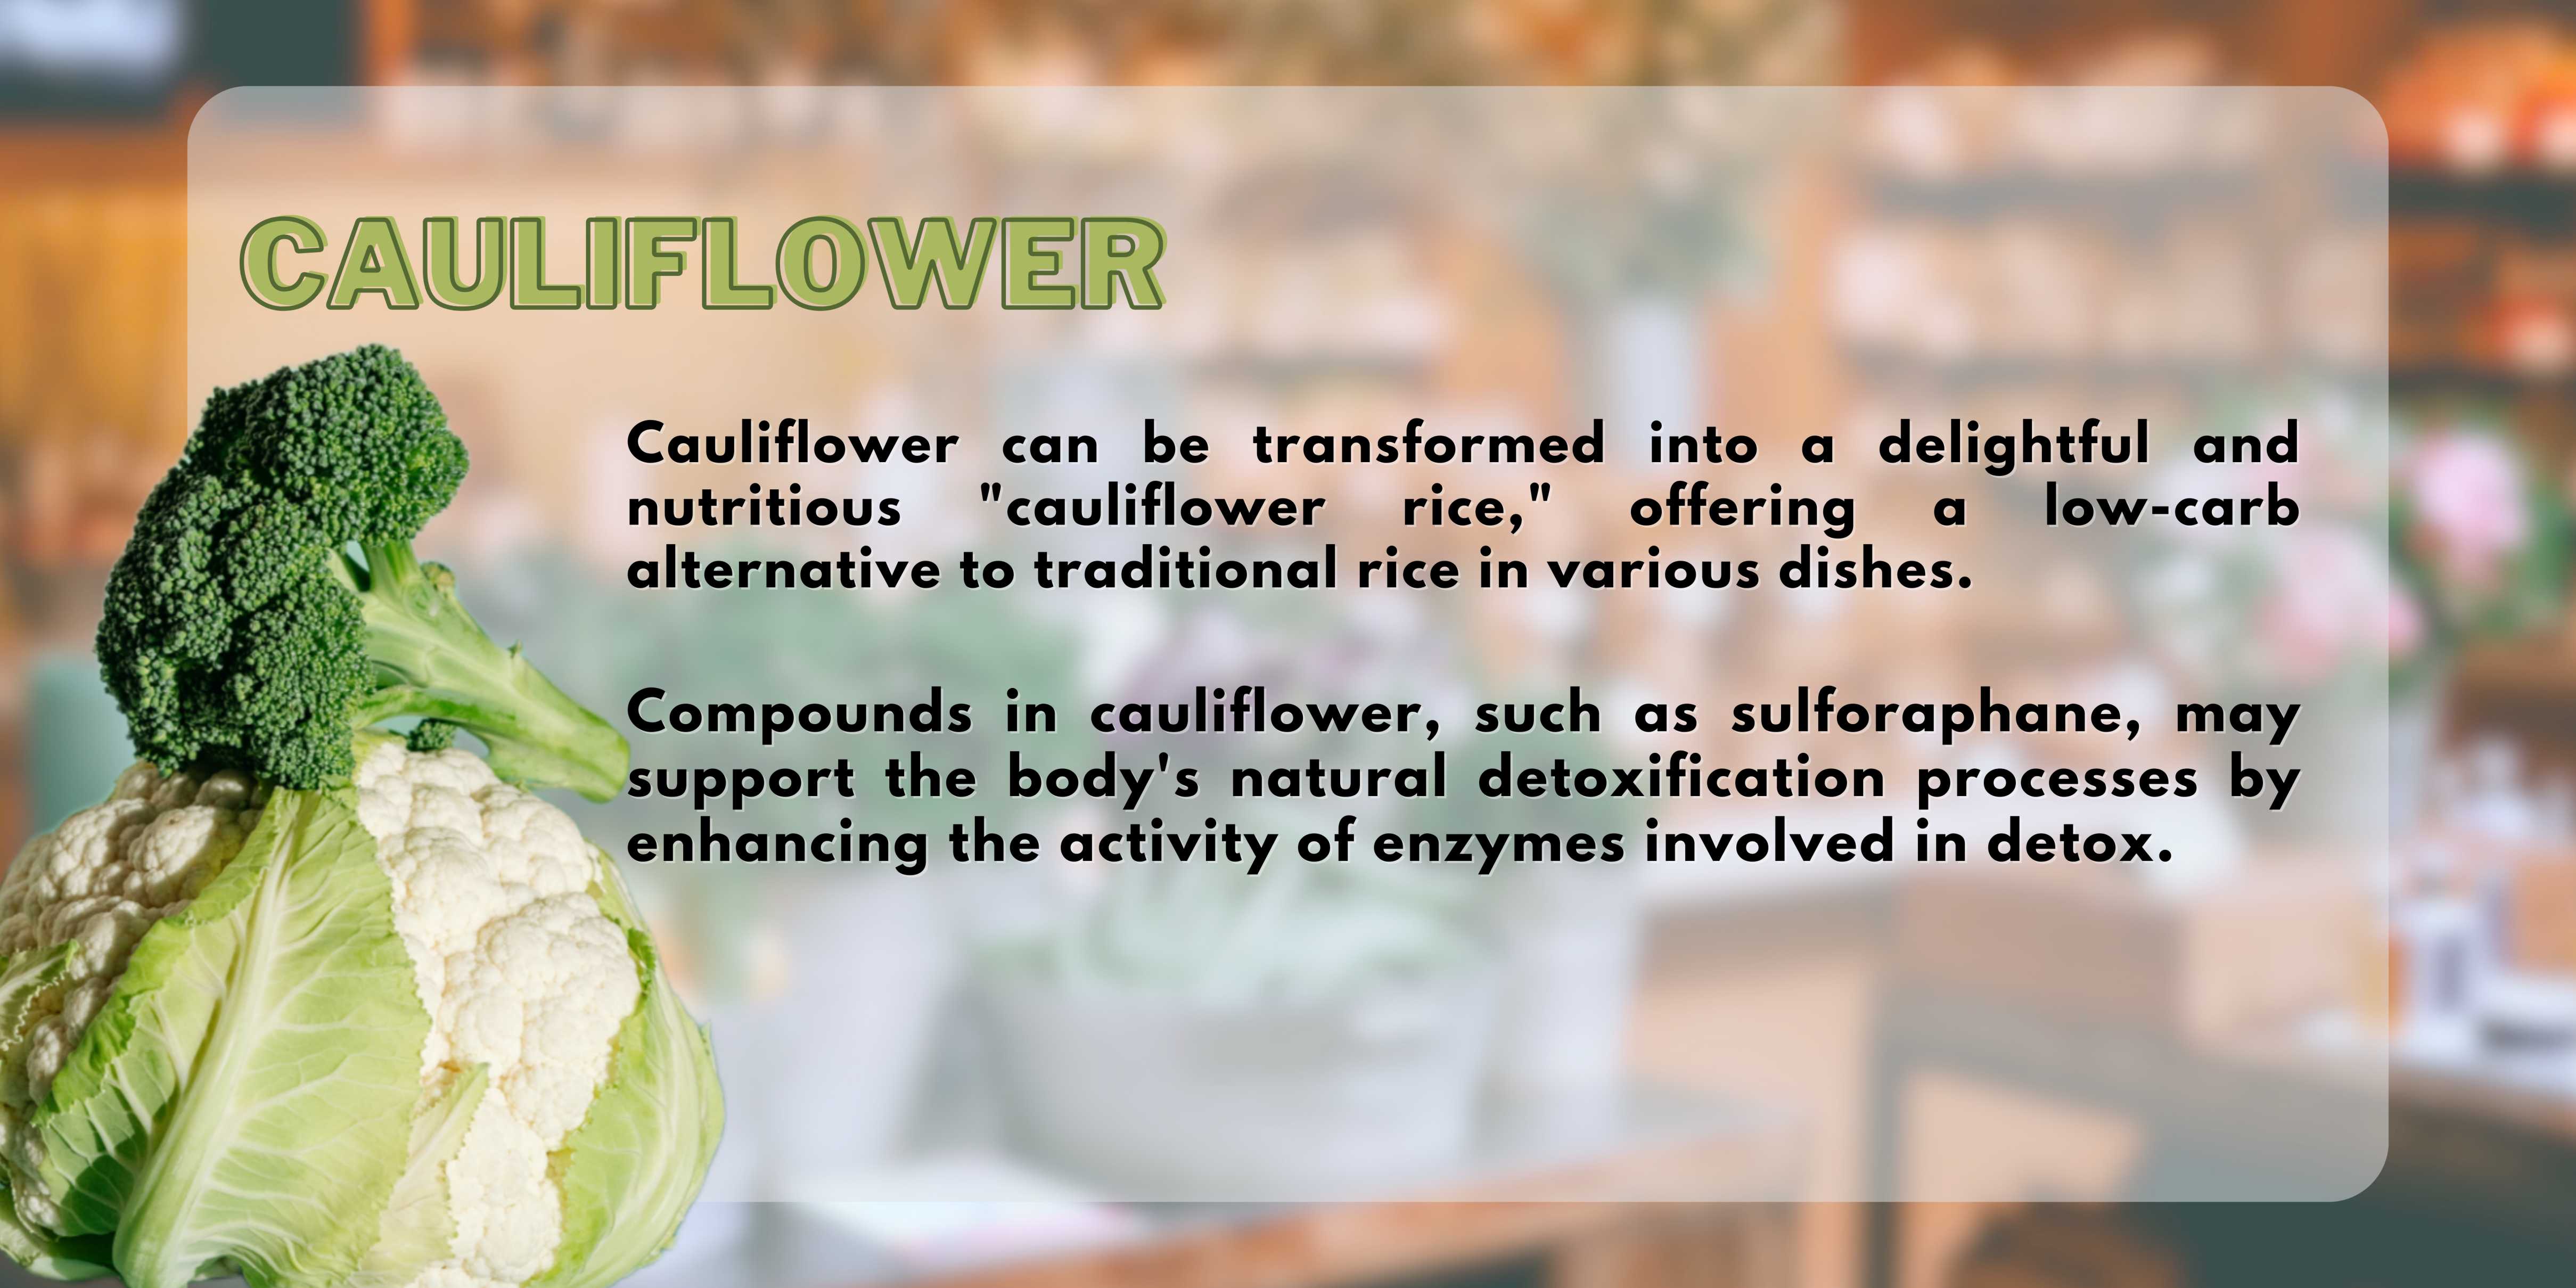 CAULIFLOWER
Cauliflower can be transformed into a delightful and
nutritious "cauliflower rice," offering a low-carb
alternative to traditional rice in various dishes.
Compounds in cauliflower, such as sulforaphane, may
support the body's natural detoxification processes by
enhancing the activity of enzymes involved in detox.